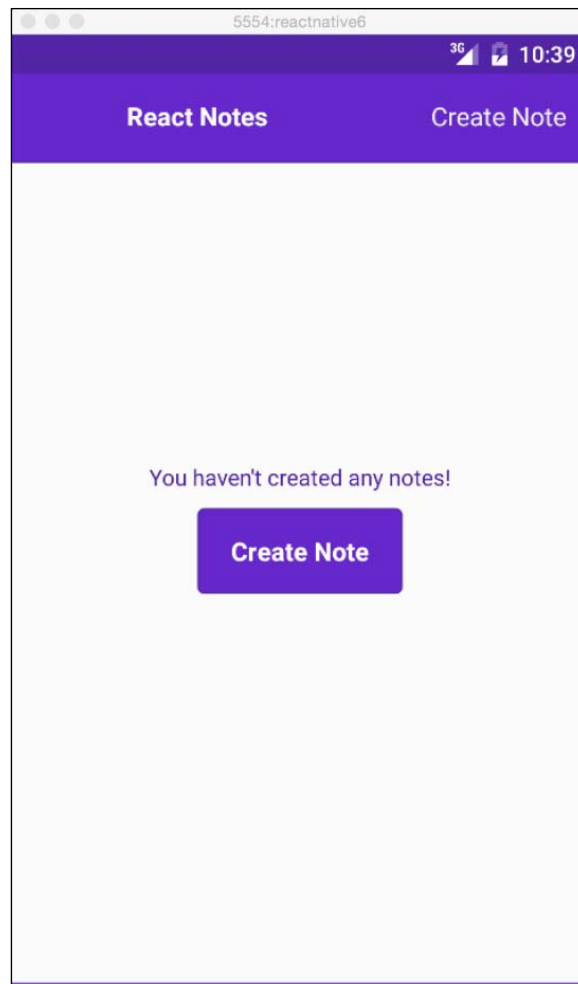 5554:reactnative6
3G 10:39
React Notes Create Note
You haven't created any notes!
Create Note